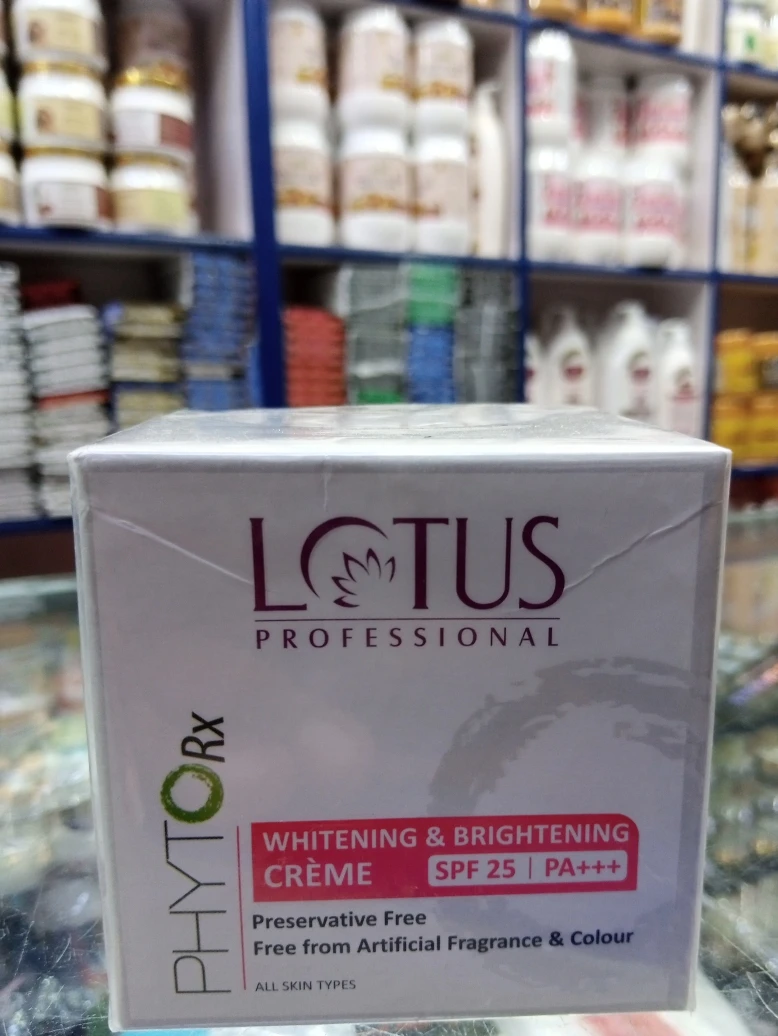 LOTUS
PROFESSIONAL
PHYTORx
WHITENING & BRIGHTENING
CRÈME SPF 25 | PA+++
Preservative Free
Free from Artificial Fragrance & Colour
ALL SKIN TYPES